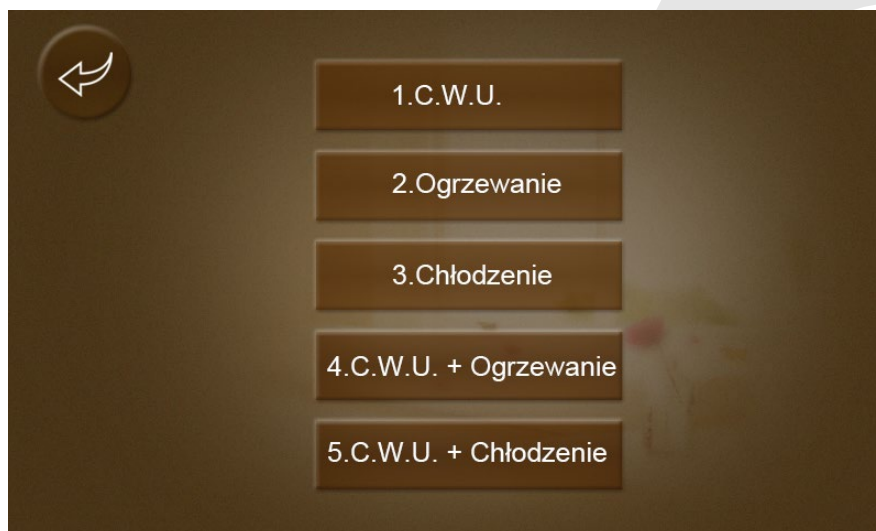 1.C.W.U.
2.Ogrzewanie
3.Chłodzenie
4.C.W.U. + Ogrzewanie
5.C.W.U. + Chłodzenie